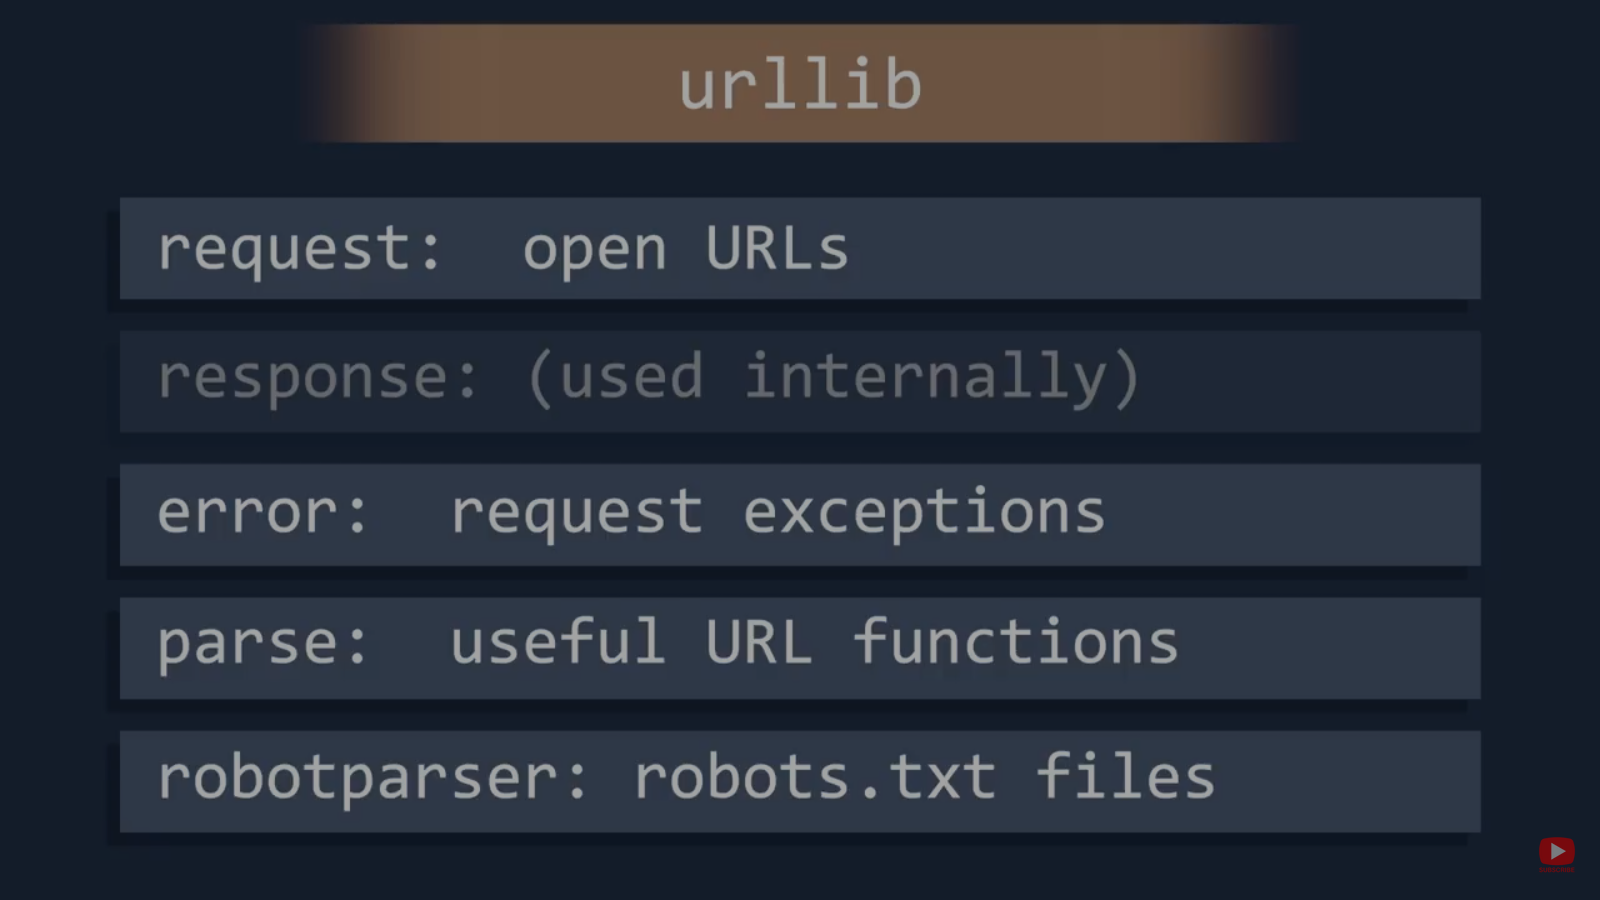 urllib
request: open URLs
response: (used internally)
error: request exceptions
parse: useful URL functions
robotparser: robots.txt files